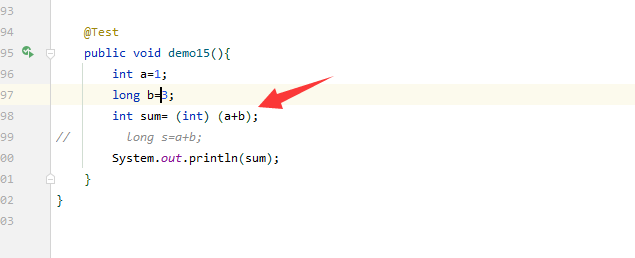 93
94 @Test
95 public void demo15(){
96 int a=1;
97 long b=3;
98 int sum= (int) (a+b);
99 // long s=a+b;
00 System.out.println(sum);
01 }
02 }
03